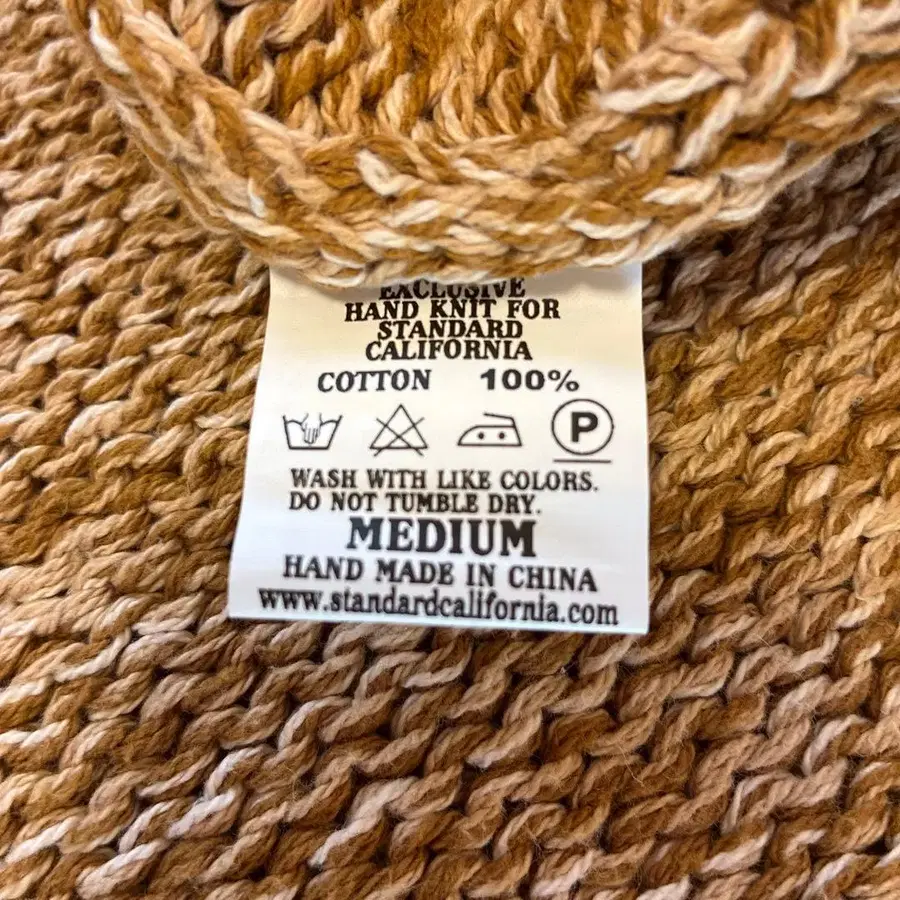 EXCLUSIVE
HAND KNIT FOR
STANDARD
CALIFORNIA
COTTON 100%
P
WASH WITH LIKE COLORS.
DO NOT TUMBLE DRY.
MEDIUM
HAND MADE IN CHINA
www.standardcalifornia.com